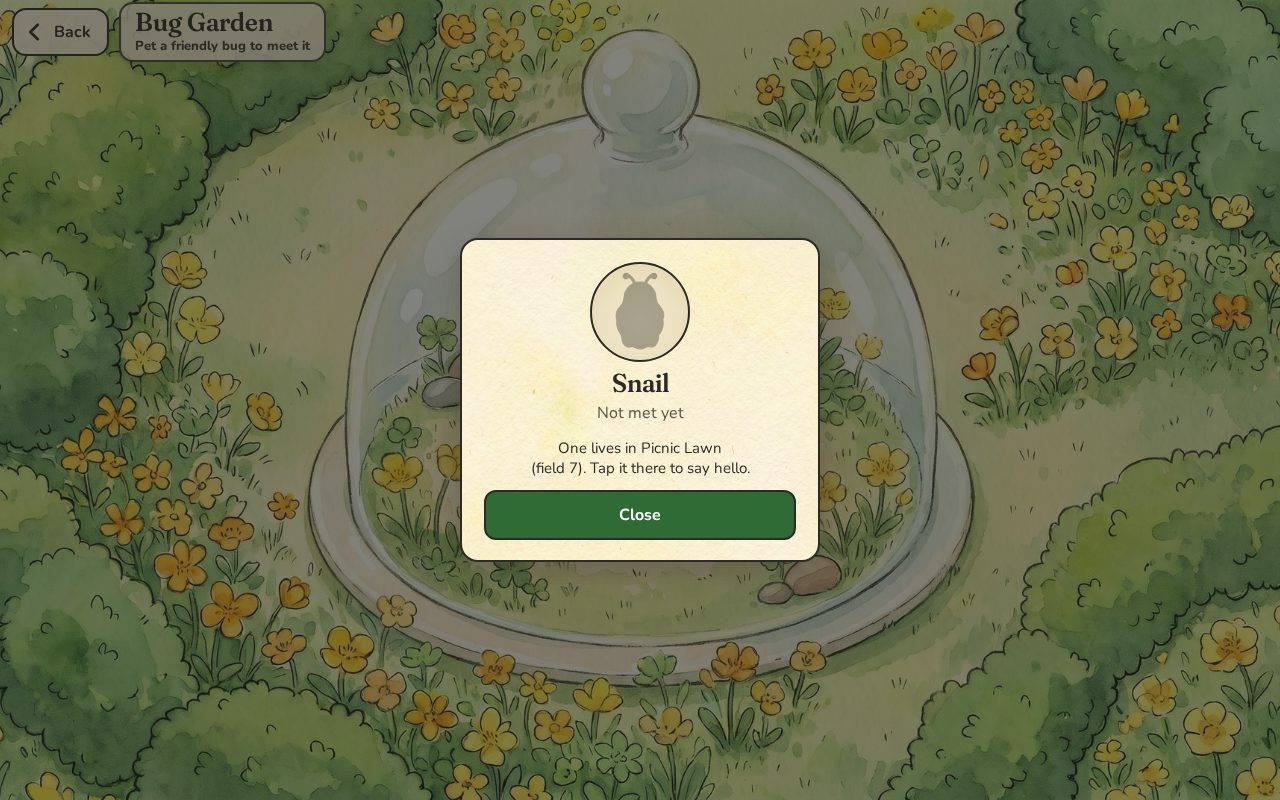 Back
Bug Garden
Pet a friendly bug to meet it
Snail
Not met yet
One lives in Picnic Lawn
(field 7). Tap it there to say hello.
Close